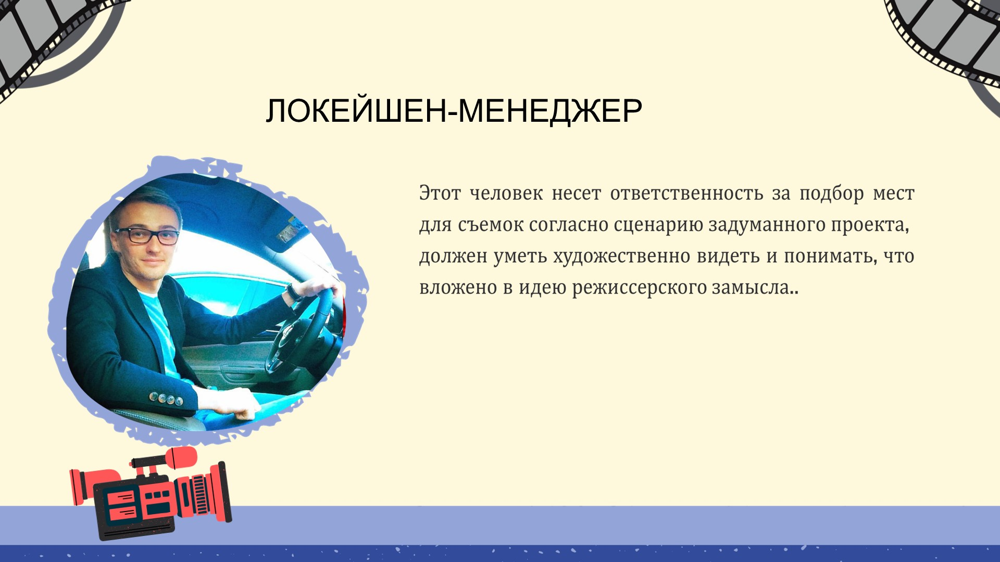 ЛОКЕЙШЕН-МЕНЕДЖЕР
Этот человек несет ответственность за подбор мест
для съемок согласно сценарию задуманного проекта,
должен уметь художественно видеть и понимать, что
вложено в идею режиссерского замысла..